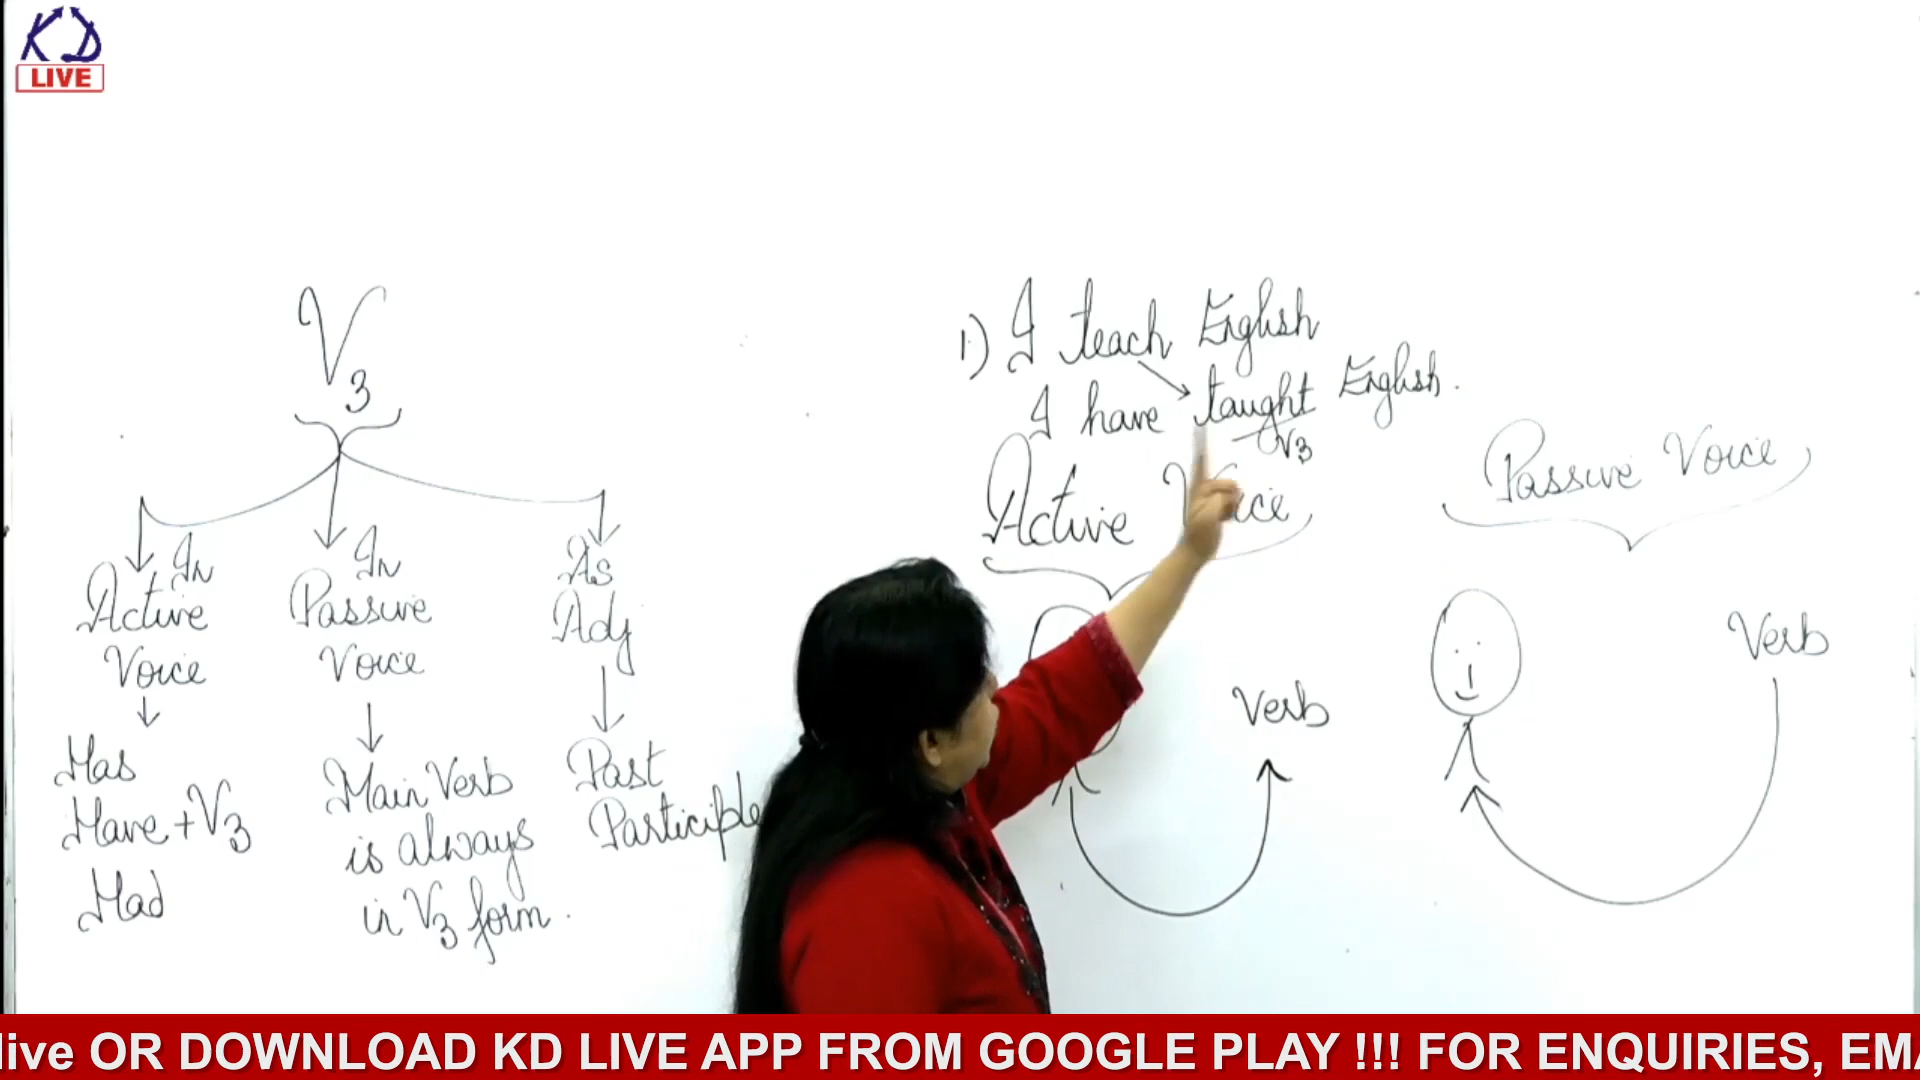 KD
LIVE
V3
In
Active
Voice
Has
Have + V3
Had
In
Passive
Voice
Main Verb
is always
in V3 form.
As
Adj
Past
Participle
1) I teach English
I have taught English.
V3
Active Voice
Verb
Passive Voice
Verb
live OR DOWNLOAD KD LIVE APP FROM GOOGLE PLAY !!! FOR ENQUIRIES, EMA